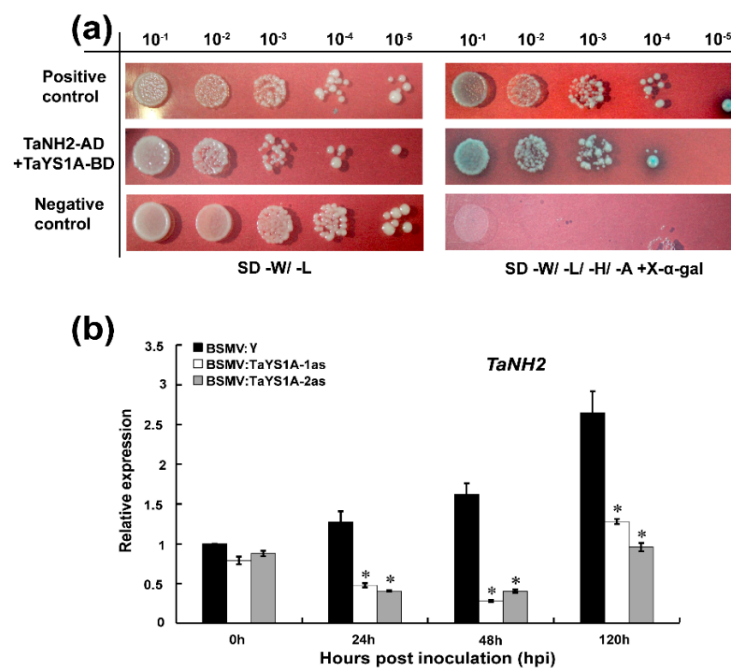 (a)
10-1 10-2 10-3 10-4 10-5 10-1 10-2 10-3 10-4 10-5
Positive
control
TaNH2-AD
+TaYS1A-BD
Negative
control
SD -W/ -L SD -W/ -L/ -H/ -A +X-α-gal
(b)
3.5
BSMV:γ
BSMV:TaYS1A-1as
BSMV:TaYS1A-2as
TaNH2
3
2.5
2
1.5
1
0.5
0
Relative expression
* * * * * *
0h 24h 48h 120h
Hours post inoculation (hpi)